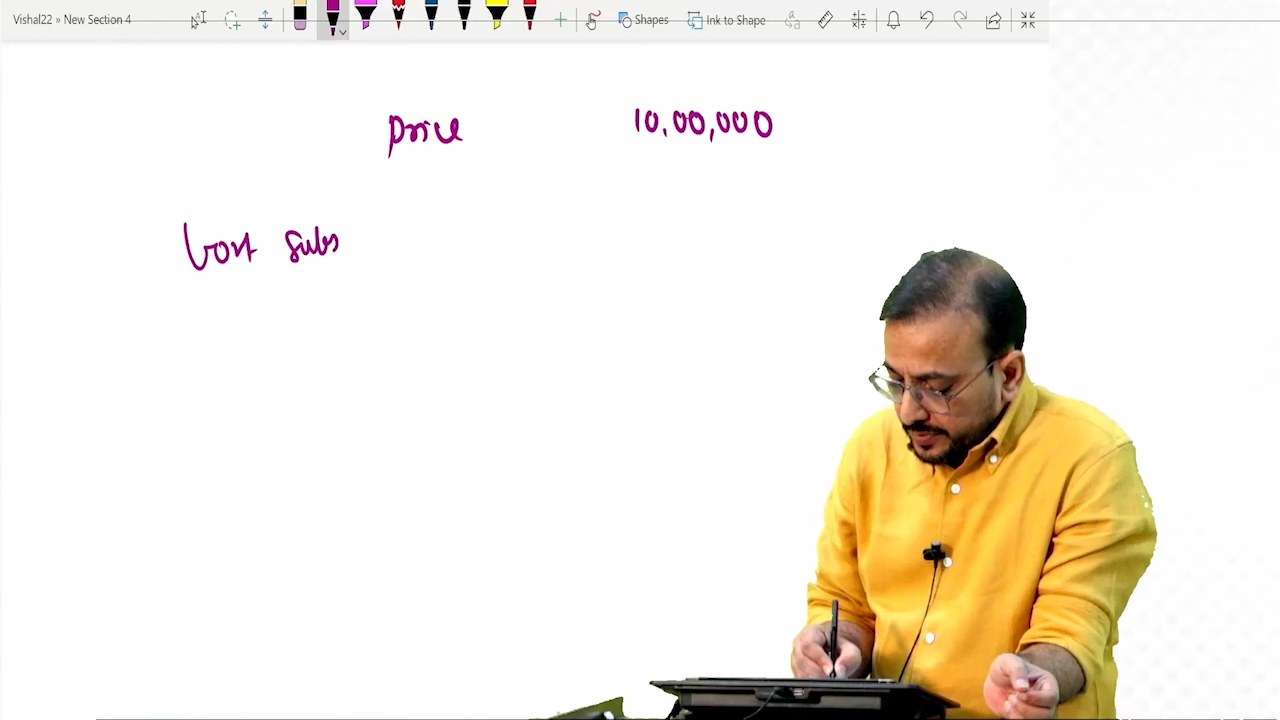 Vishal22 » New Section 4
Shapes
Ink to Shape
Price 10,00,000
Govt Subs